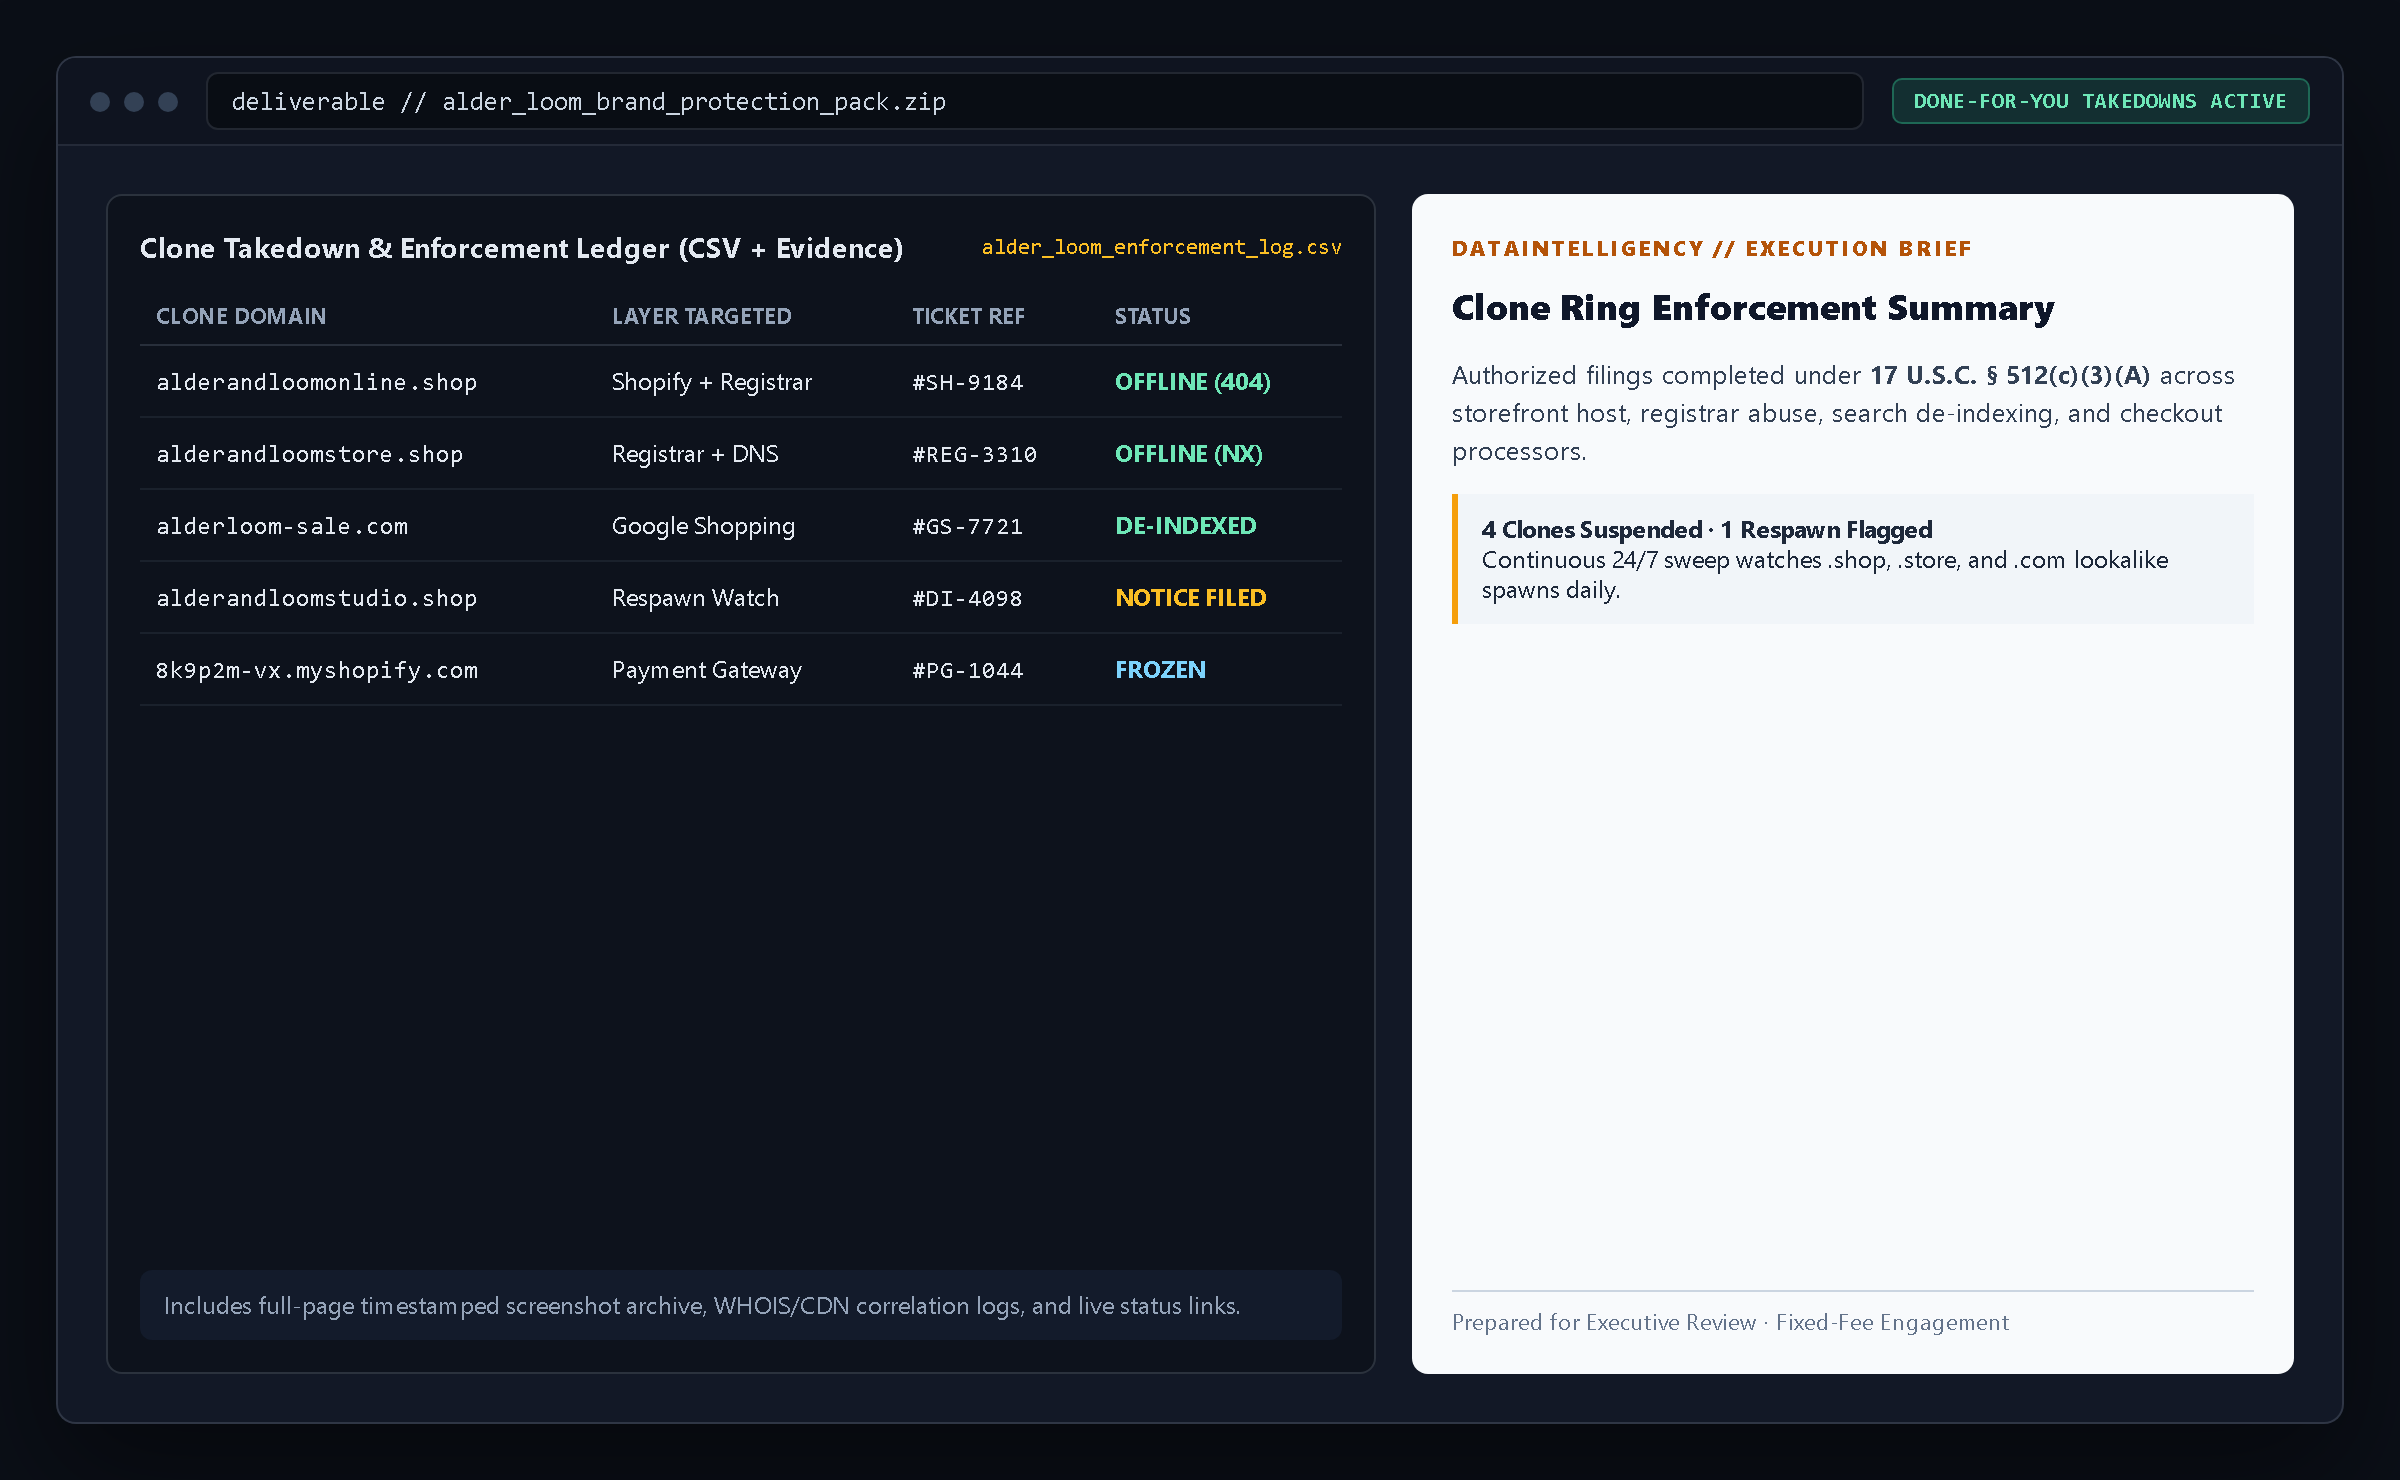 deliverable // alder_loom_brand_protection_pack.zip
DONE-FOR-YOU TAKEDOWNS ACTIVE
Clone Takedown & Enforcement Ledger (CSV + Evidence)
alder_loom_enforcement_log.csv
CLONE DOMAIN LAYER TARGETED TICKET REF STATUS
alderandloomonline.shop Shopify + Registrar #SH-9184 OFFLINE (404)
alderandloomstore.shop Registrar + DNS #REG-3310 OFFLINE (NX)
alderloom-sale.com Google Shopping #GS-7721 DE-INDEXED
alderandloomstudio.shop Respawn Watch #DI-4098 NOTICE FILED
8k9p2m-vx.myshopify.com Payment Gateway #PG-1044 FROZEN
Includes full-page timestamped screenshot archive, WHOIS/CDN correlation logs, and live status links.
DATAINTELLIGENCY // EXECUTION BRIEF
Clone Ring Enforcement Summary
Authorized filings completed under 17 U.S.C. § 512(c)(3)(A) across
storefront host, registrar abuse, search de-indexing, and checkout
processors.
4 Clones Suspended · 1 Respawn Flagged
Continuous 24/7 sweep watches .shop, .store, and .com lookalike
spawns daily.
Prepared for Executive Review · Fixed-Fee Engagement